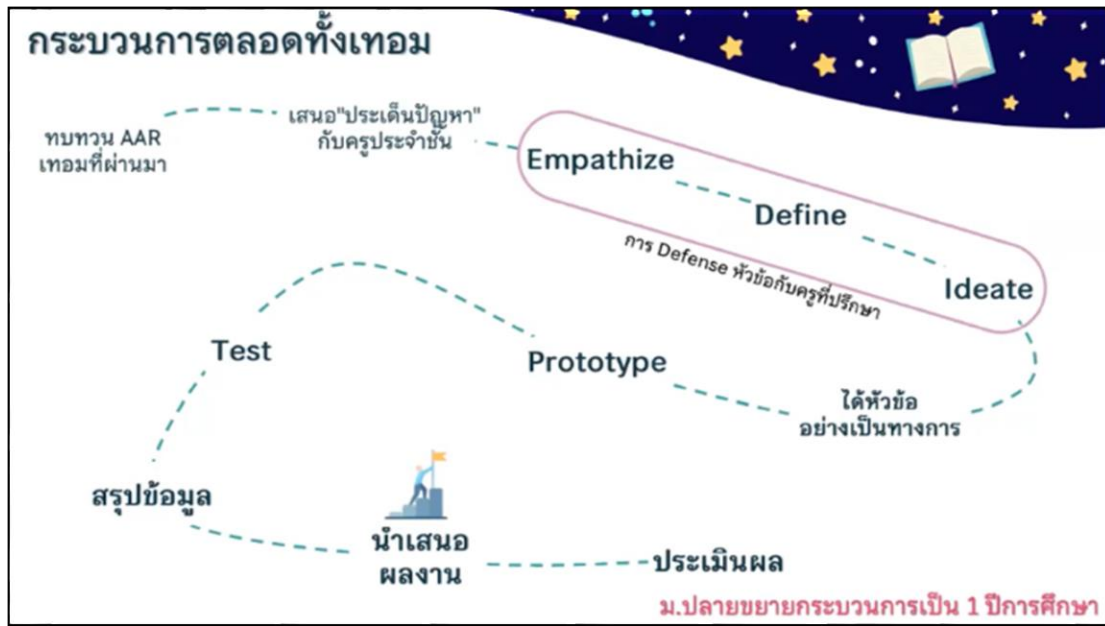 กระบวนการตลอดทั้งเทอม
ทบทวน AAR
เทอมที่ผ่านมา
เสนอ"ประเด็นปัญหา"
กับครูประจำชั้น
Empathize
Define
Ideate
การ Defense หัวข้อกับครูที่ปรึกษา
ได้หัวข้อ
อย่างเป็นทางการ
Prototype
Test
สรุปข้อมูล
นำเสนอ
ผลงาน
ประเมินผล
ม.ปลายขยายกระบวนการเป็น 1 ปีการศึกษา